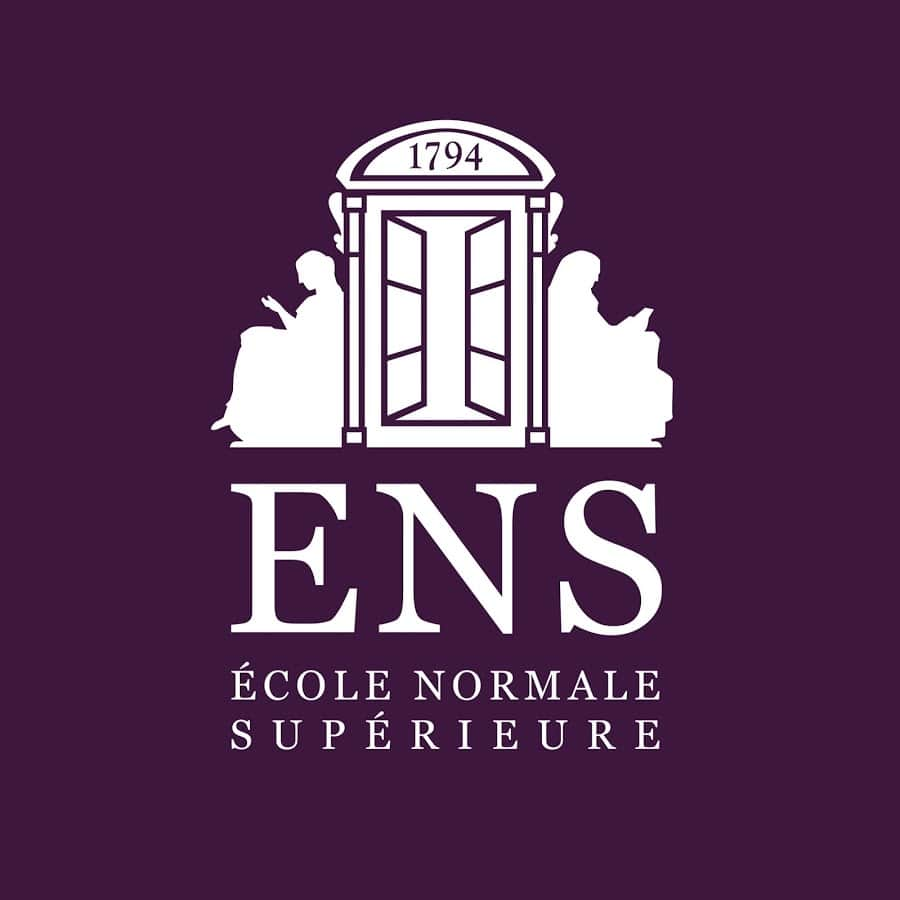 1794
ENS
ÉCOLE NORMALE
SUPÉRIEURE